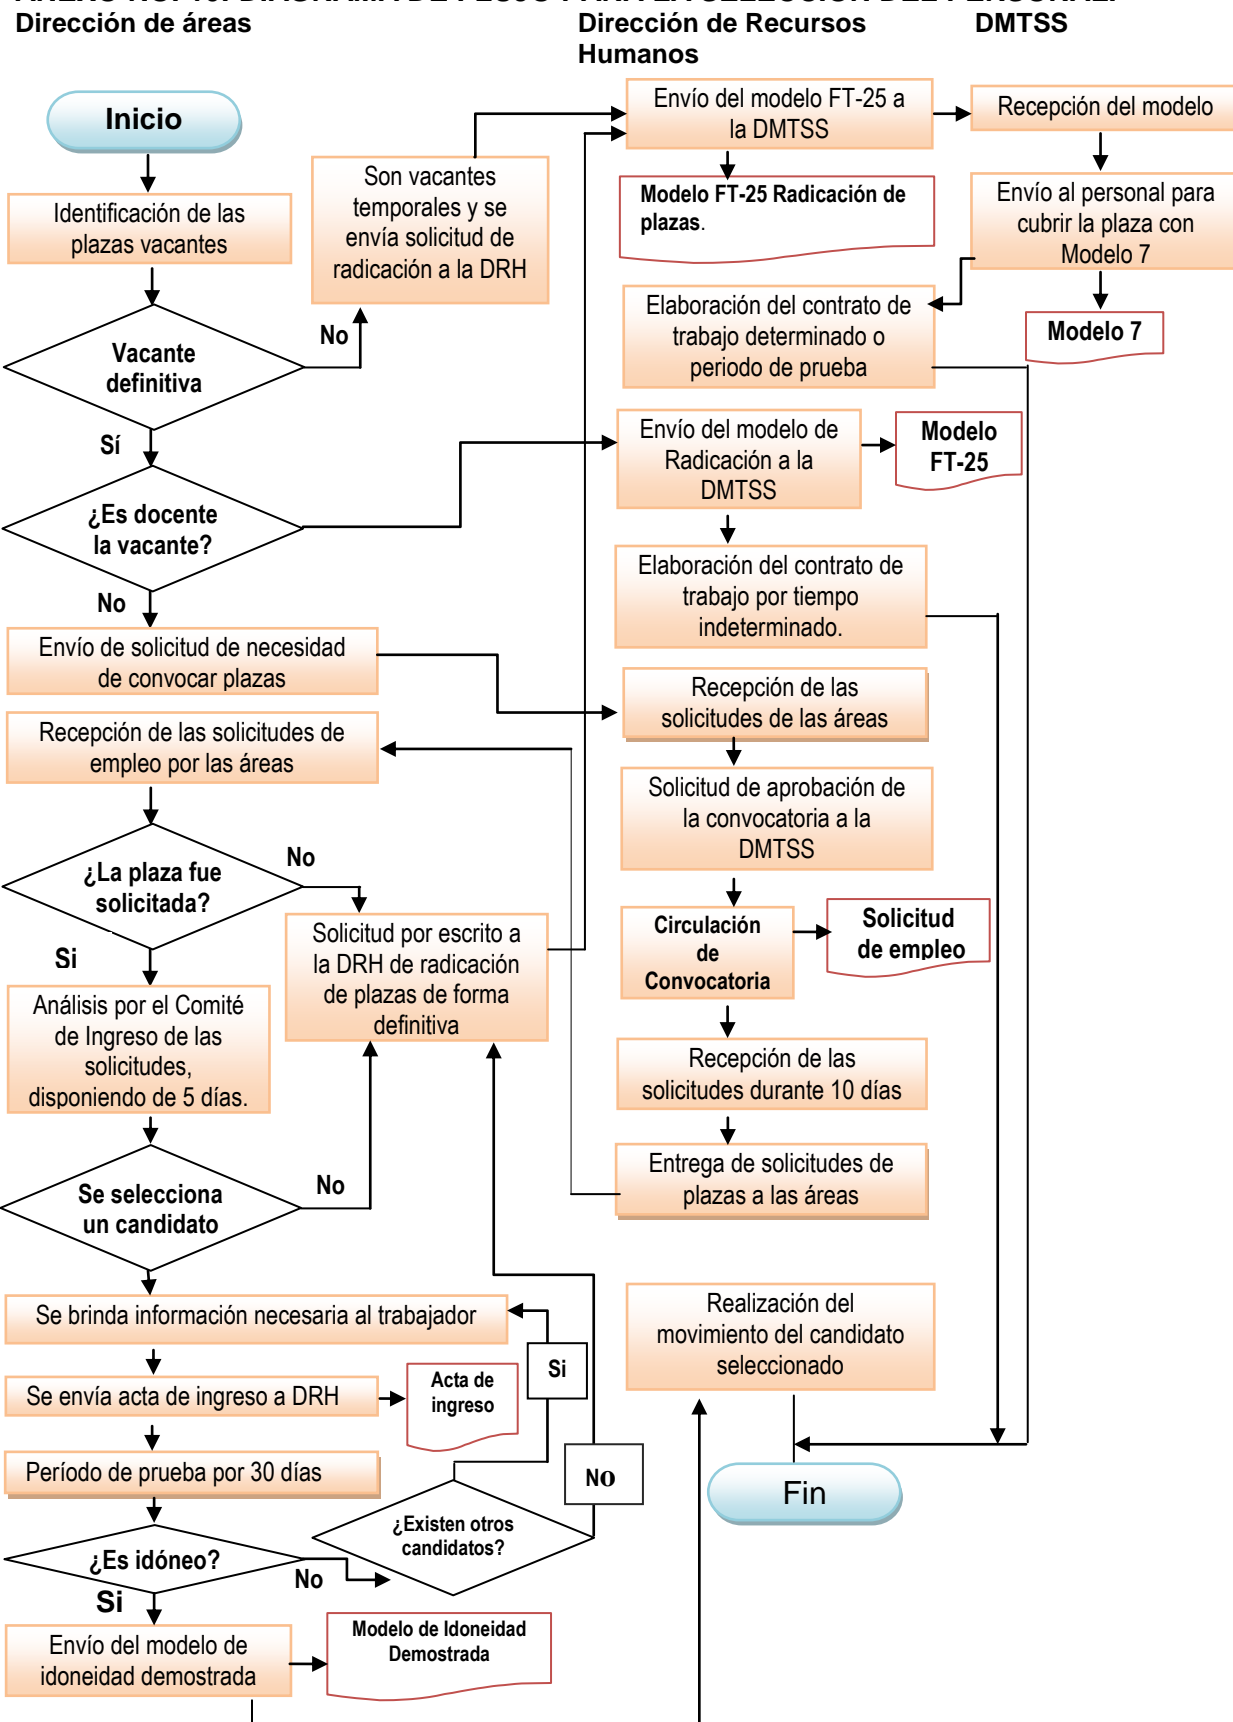 Dirección de áreas
Dirección de Recursos
Humanos
DMTSS
Inicio
Identificación de las
plazas vacantes
Son vacantes
temporales y se
envía solicitud de
radicación a la DRH
Envío del modelo FT-25 a
la DMTSS
Recepción del modelo
Modelo FT-25 Radicación de
plazas.
Envío al personal para
cubrir la plaza con
Modelo 7
Modelo 7
Elaboración del contrato de
trabajo determinado o
periodo de prueba
Vacante
definitiva
No
Sí
¿Es docente
la vacante?
Envío del modelo de
Radicación a la
DMTSS
Modelo
FT-25
Elaboración del contrato de
trabajo por tiempo
indeterminado.
No
Envío de solicitud de necesidad
de convocar plazas
Recepción de las
solicitudes de las áreas
Recepción de las solicitudes de
empleo por las áreas
Solicitud de aprobación de
la convocatoria a la
DMTSS
¿La plaza fue
solicitada?
No
Si
Circulación
de
Convocatoria
Solicitud
de empleo
Solicitud por escrito a
la DRH de radicación
de plazas de forma
definitiva
Análisis por el Comité
de Ingreso de las
solicitudes,
disponiendo de 5 días.
Recepción de las
solicitudes durante 10 días
Entrega de solicitudes de
plazas a las áreas
Se selecciona
un candidato
No
Se brinda información necesaria al trabajador
Realización del
movimiento del candidato
seleccionado
Si
Se envía acta de ingreso a DRH
Acta de
ingreso
Período de prueba por 30 días
No
Fin
¿Existen otros
candidatos?
¿Es idóneo?
No
Si
Envío del modelo de
idoneidad demostrada
Modelo de Idoneidad
Demostrada